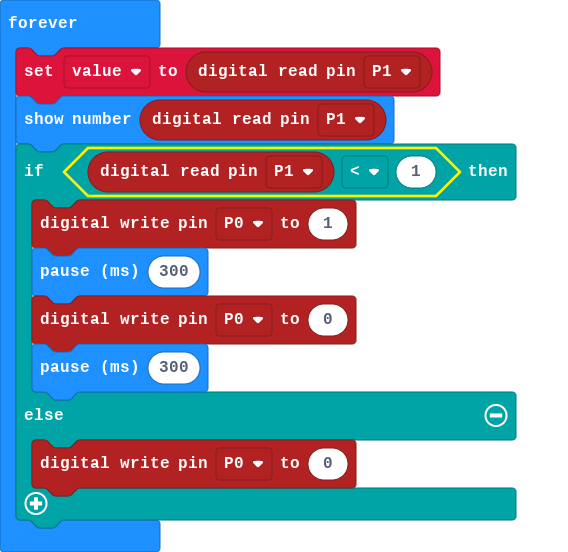 forever
set value to digital read pin P1
show number digital read pin P1
if digital read pin P1 < 1 then
digital write pin P0 to 1
pause (ms) 300
digital write pin P0 to 0
pause (ms) 300
else
digital write pin P0 to 0